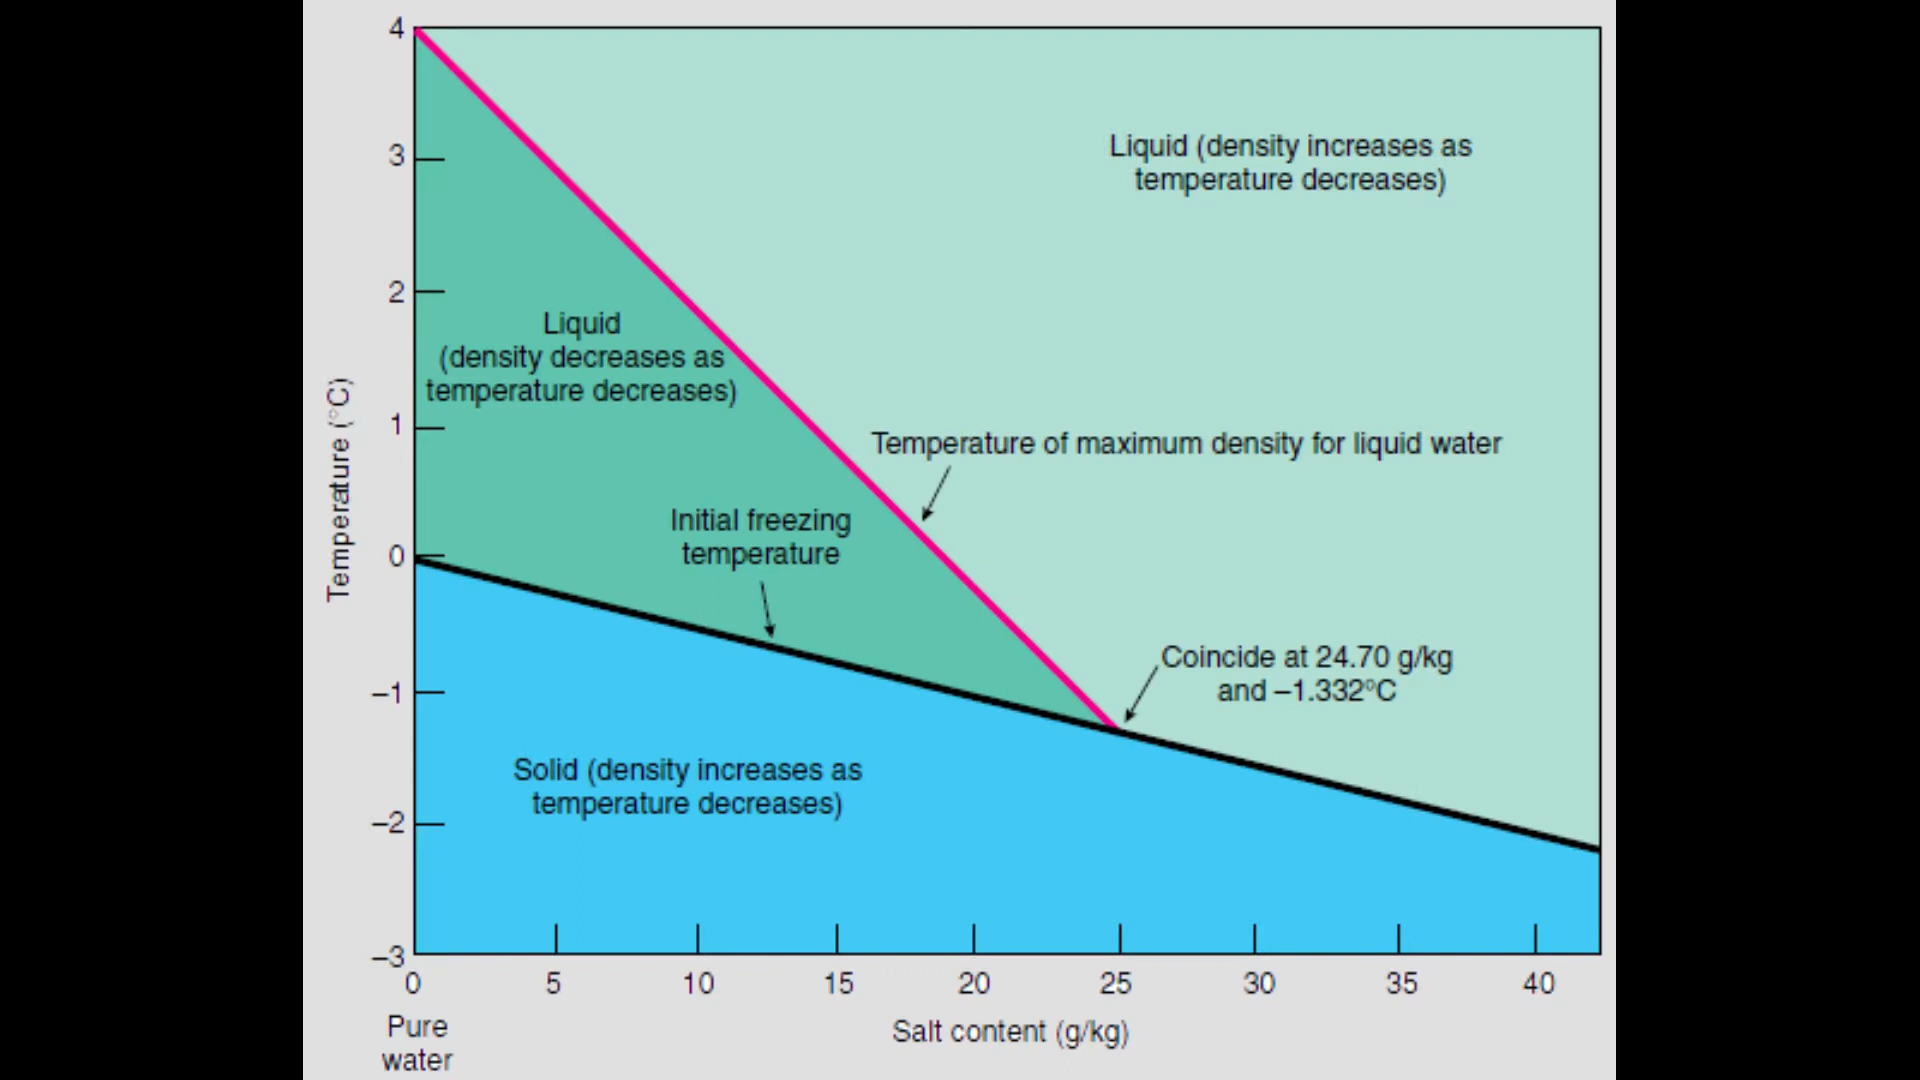 4
3
2
1
0
–1
–2
–3
Temperature (°C)
Liquid (density increases as
temperature decreases)
Liquid
(density decreases as
temperature decreases)
Temperature of maximum density for liquid water
Initial freezing
temperature
Coincide at 24.70 g/kg
and –1.332ºC
Solid (density increases as
temperature decreases)
0 5 10 15 20 25 30 35 40
Pure
water
Salt content (g/kg)